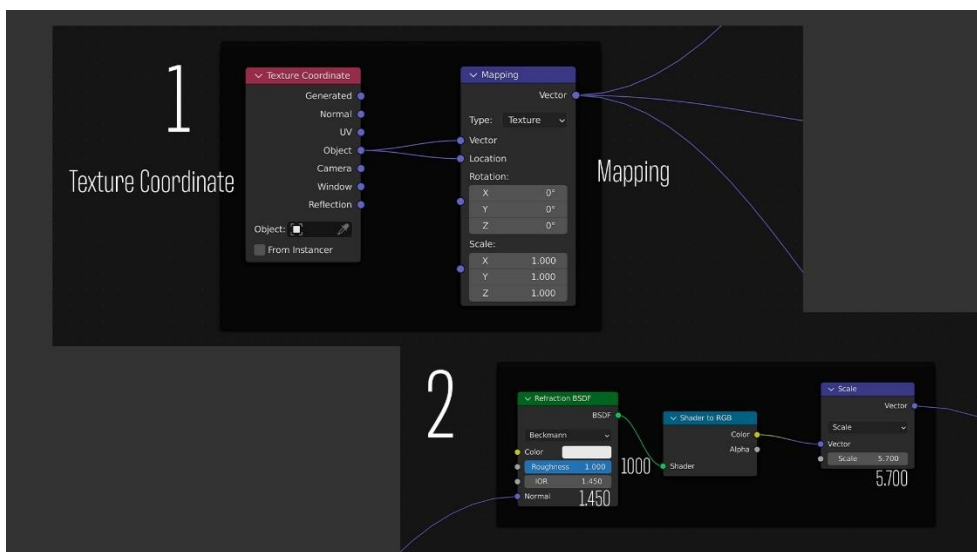 1
Texture Coordinate
Texture Coordinate
Generated
Normal
UV
Object
Camera
Window
Reflection
Object:
From Instancer
Mapping
Vector
Type: Texture
Vector
Location
Rotation:
X 0°
Y 0°
Z 0°
Scale:
X 1.000
Y 1.000
Z 1.000
Mapping
2
Refraction BSDF
BSDF
Beckmann
Color
Roughness 1.000
IOR 1.450
Normal
1000
1.450
Shader to RGB
Color
Alpha
Shader
Scale
Vector
Scale
Vector
Scale 5.700
5.700